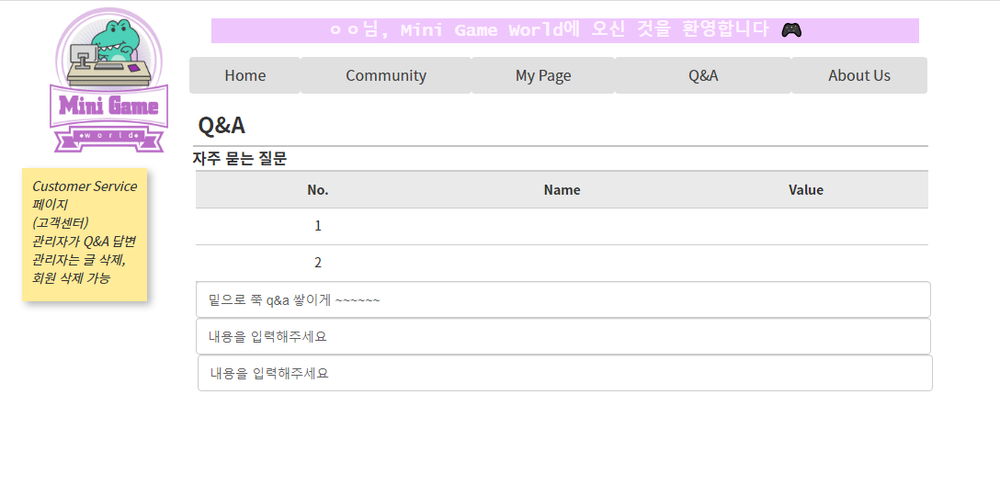 ㅇㅇ님, Mini Game World에 오신 것을 환영합니다
Mini Game
world
Home Community My Page Q&A About Us
Q&A
자주 묻는 질문
Customer Service
페이지
(고객센터)
관리자가 Q&A 답변
관리자는 글 삭제,
회원 삭제 가능
No. Name Value
1
2
밑으로 쭉 q&a 쌓이게 ~~~~~~
내용을 입력해주세요
내용을 입력해주세요